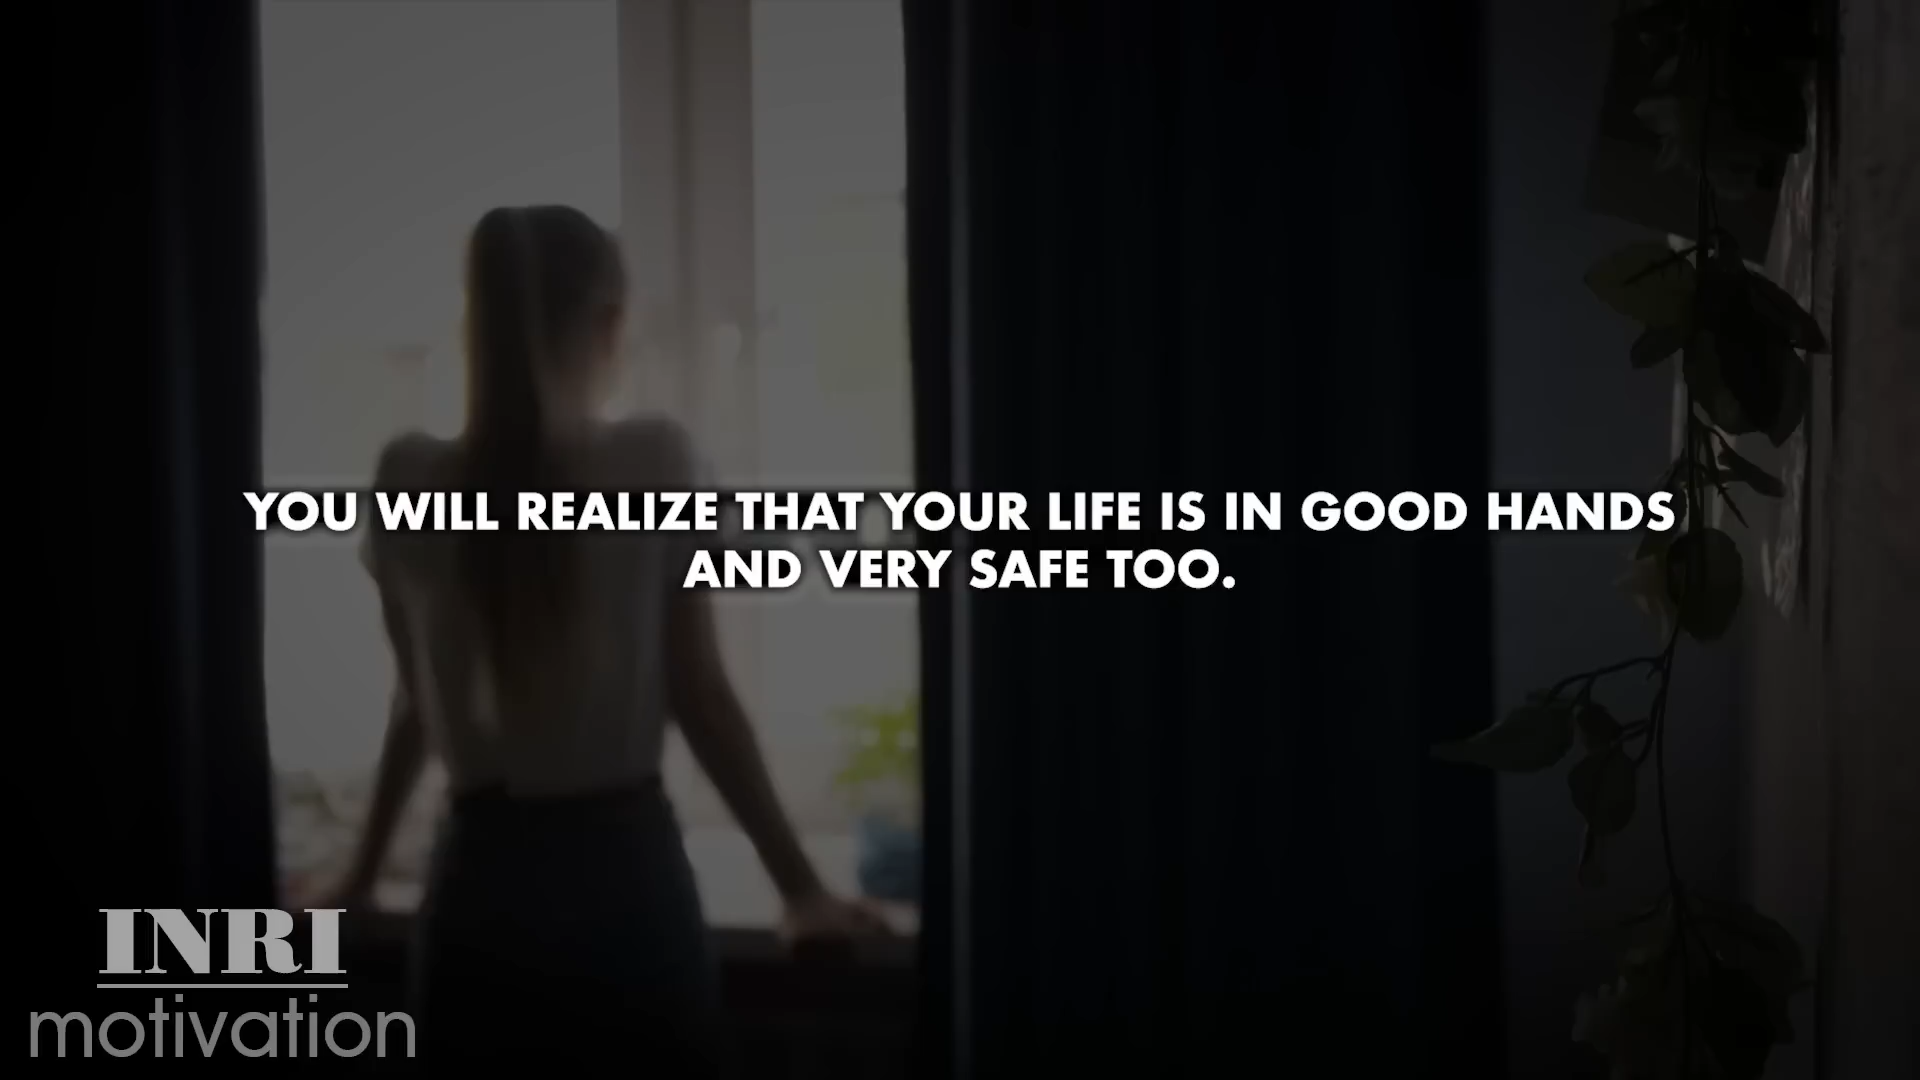 YOU WILL REALIZE THAT YOUR LIFE IS IN GOOD HANDS
AND VERY SAFE TOO.
INRI
motivation